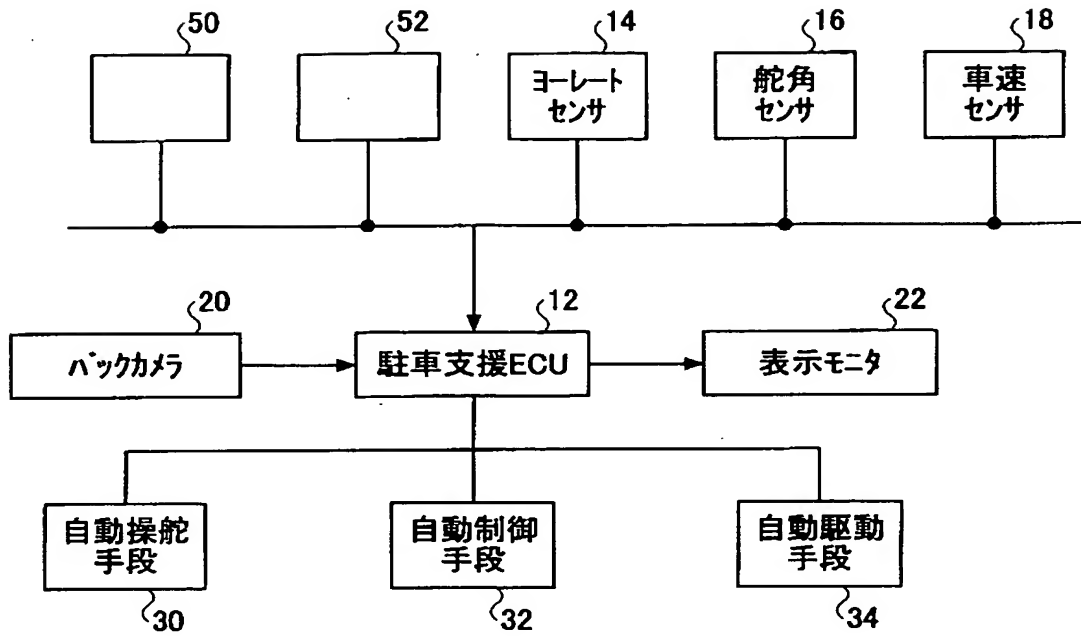 50
52
14
16
18
ヨーレート
センサ
舵角
センサ
車速
センサ
20
12
22
バックカメラ
駐車支援ECU
表示モニタ
自動操舵
手段
自動制御
手段
自動駆動
手段
30
32
34